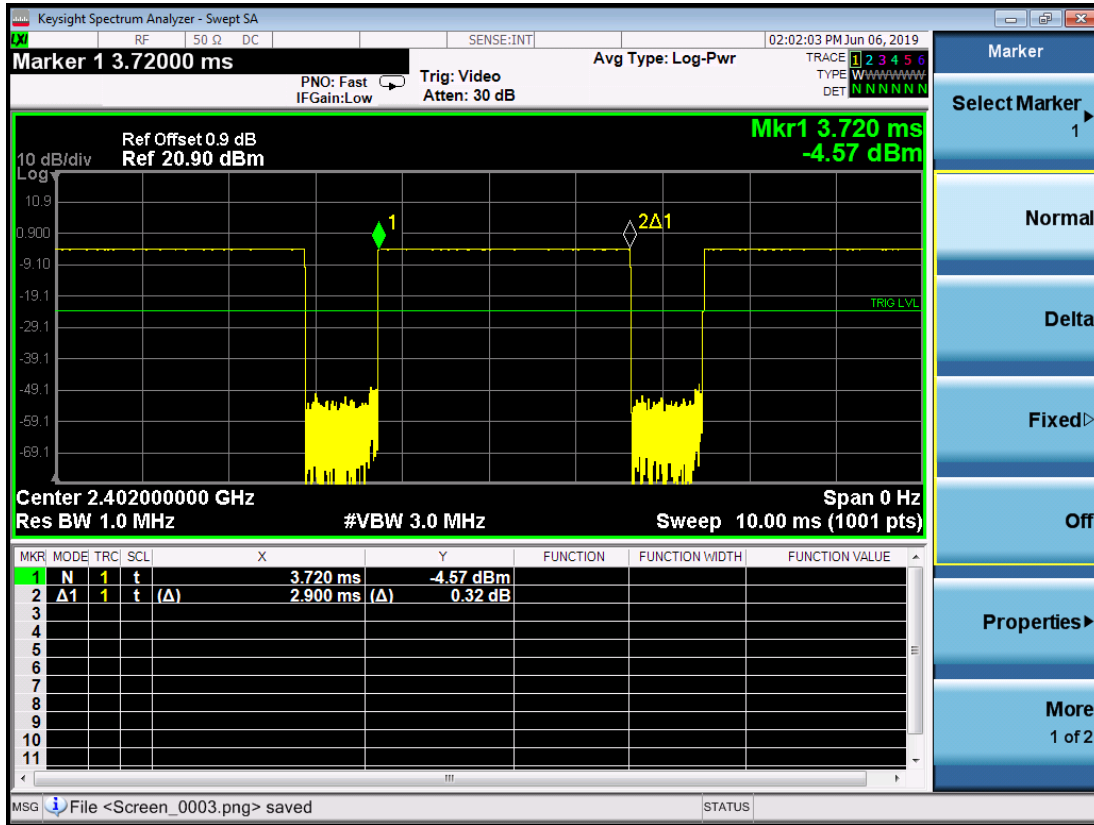 Keysight Spectrum Analyzer - Swept SA
LXI RF 50 Ω DC SENSE:INT 02:02:03 PM Jun 06, 2019
Marker 1 3.72000 ms
PNO: Fast
IFGain:Low
Trig: Video
Atten: 30 dB
Avg Type: Log-Pwr
TRACE 1 2 3 4 5 6
TYPE WWWWWW
DET N N N N N N
Mkr1 3.720 ms
-4.57 dBm
Ref Offset 0.9 dB
10 dB/div Ref 20.90 dBm
Log
10.9
0.900
-9.10
-19.1
-29.1
-39.1
-49.1
-59.1
-69.1
1
2Δ1
TRIG LVL
Center 2.402000000 GHz Span 0 Hz
Res BW 1.0 MHz #VBW 3.0 MHz Sweep 10.00 ms (1001 pts)
MKR MODE TRC SCL X Y FUNCTION FUNCTION WIDTH FUNCTION VALUE
1 N 1 t 3.720 ms -4.57 dBm
2 Δ1 1 t (Δ) 2.900 ms (Δ) 0.32 dB
3
4
5
6
7
8
9
10
11
MSG File <Screen_0003.png> saved STATUS
Marker
Select Marker
1
Normal
Delta
Fixed
Off
Properties
More
1 of 2